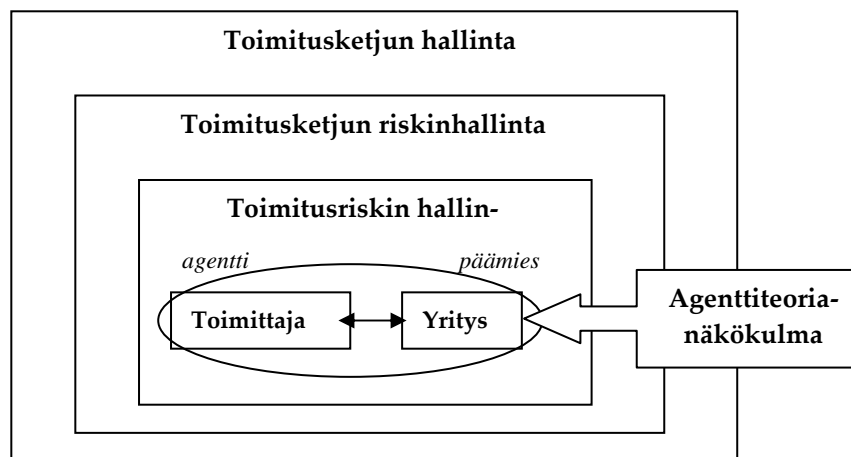 Toimitusketjun hallinta
Toimitusketjun riskinhallinta
Toimitusriskin hallin-
agentti
päämies
Toimittaja
Yritys
Agenttiteoria-
näkökulma